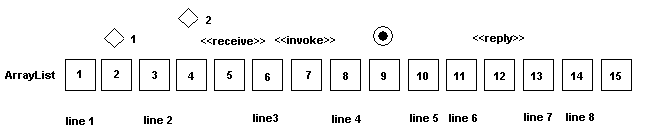 2
1
<<receive>> <<invoke>> <<reply>>
ArrayList 1 2 3 4 5 6 7 8 9 10 11 12 13 14 15
line 1 line 2 line3 line 4 line 5 line 6 line 7 line 8